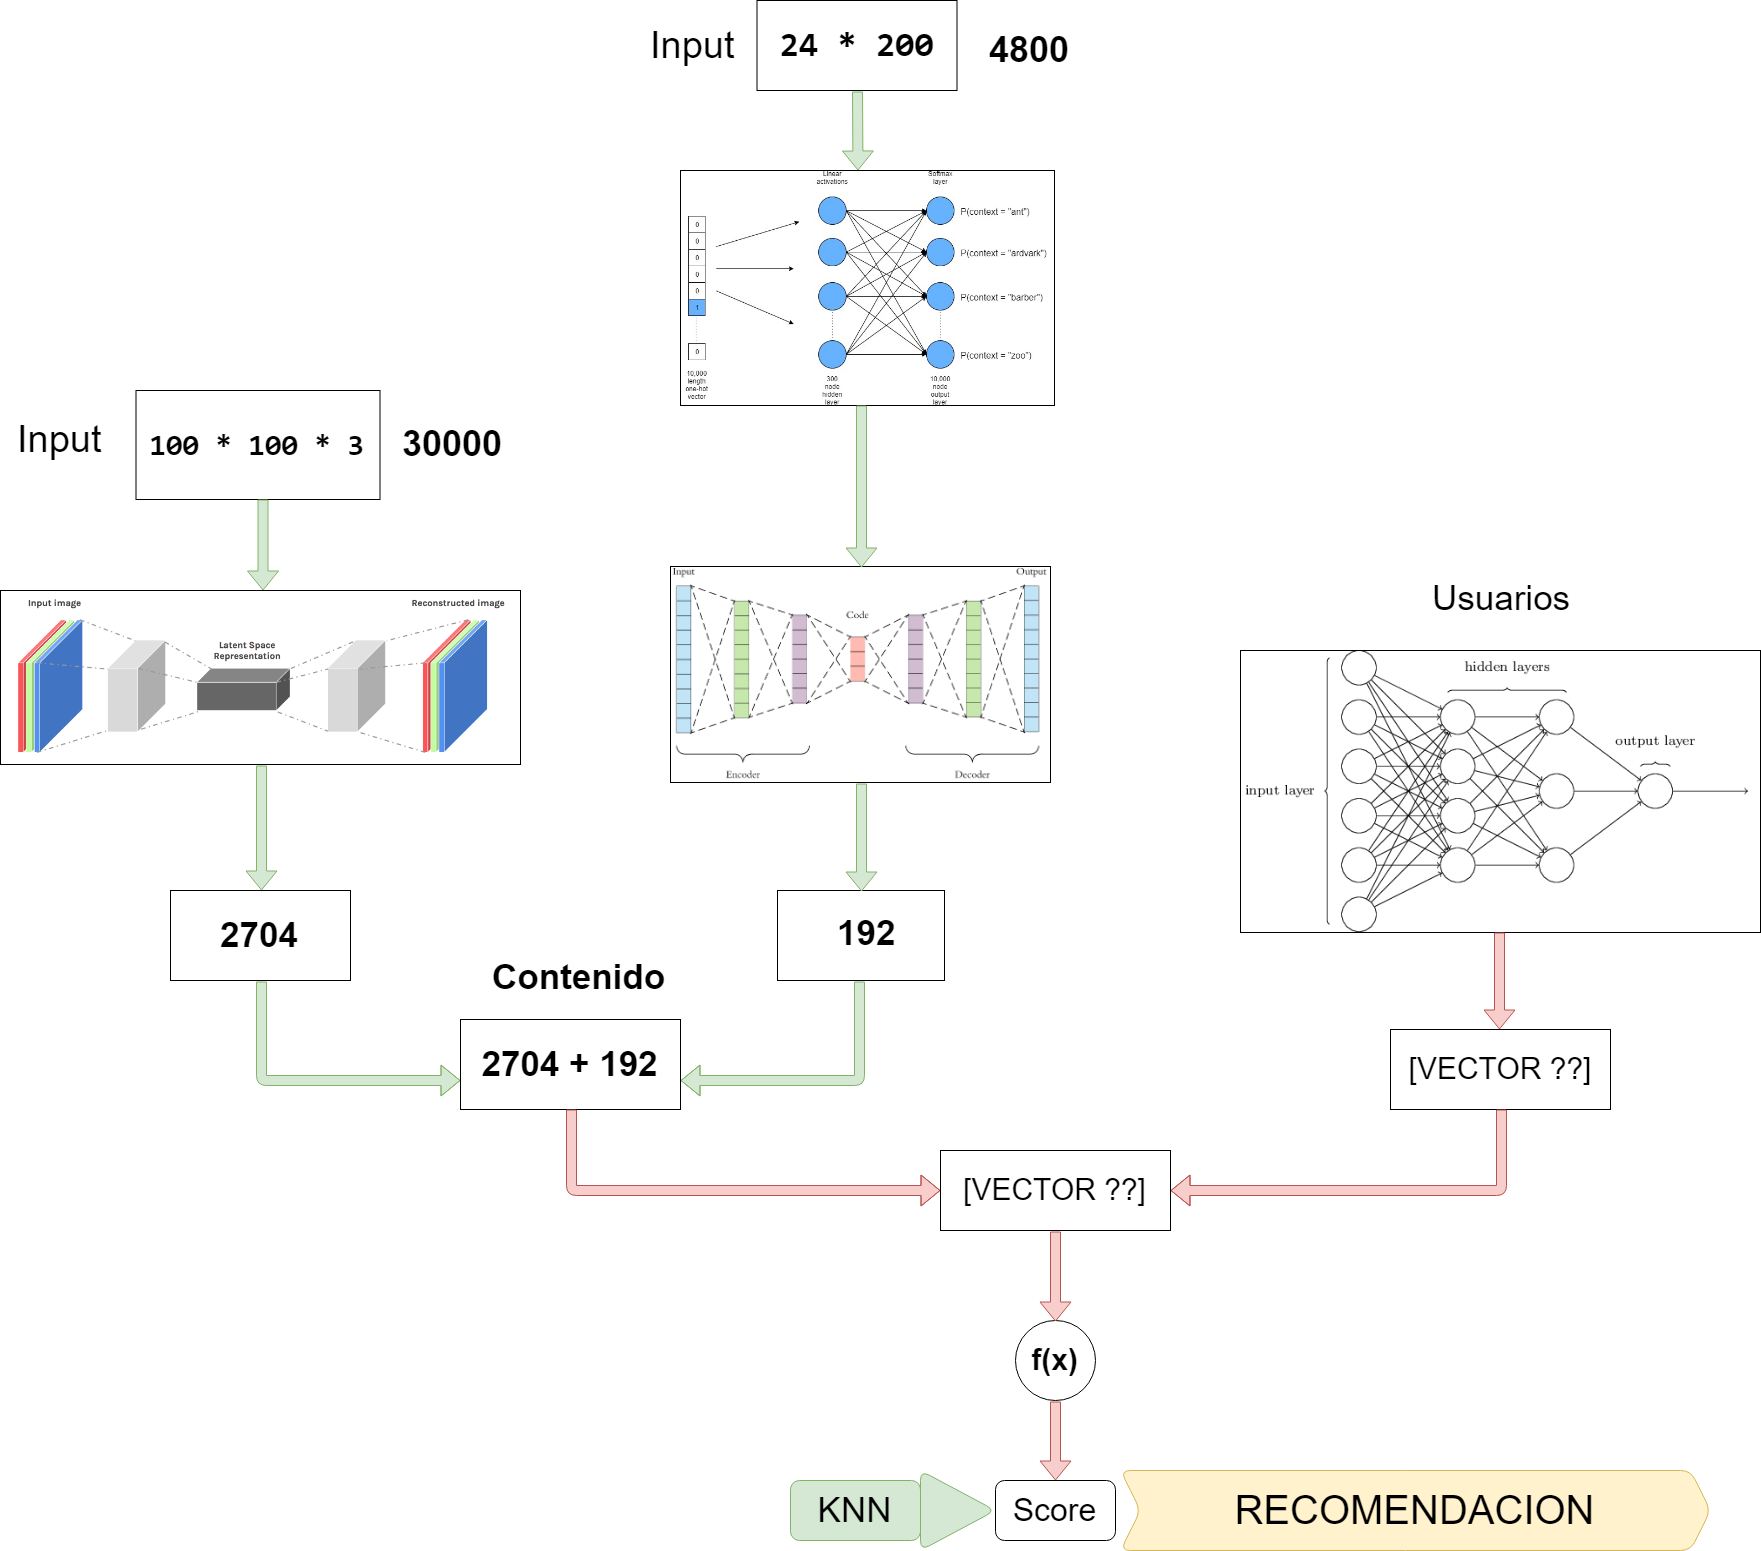 Input
24 * 200
4800
Linear
activations
Softmax
layer
0
0
0
0
0
1
0
P(context = "ant")
P(context = "ardvark")
P(context = "barber")
P(context = "zoo")
10,000
length
one-hot
vector
300
node
hidden
layer
10,000
node
output
layer
Input
100 * 100 * 3
30000
Input image
Latent Space
Representation
Reconstructed image
Input
Code
Output
Encoder
Decoder
Usuarios
input layer
hidden layers
output layer
2704
192
Contenido
2704 + 192
[VECTOR ??]
[VECTOR ??]
f(x)
KNN
Score
RECOMENDACION